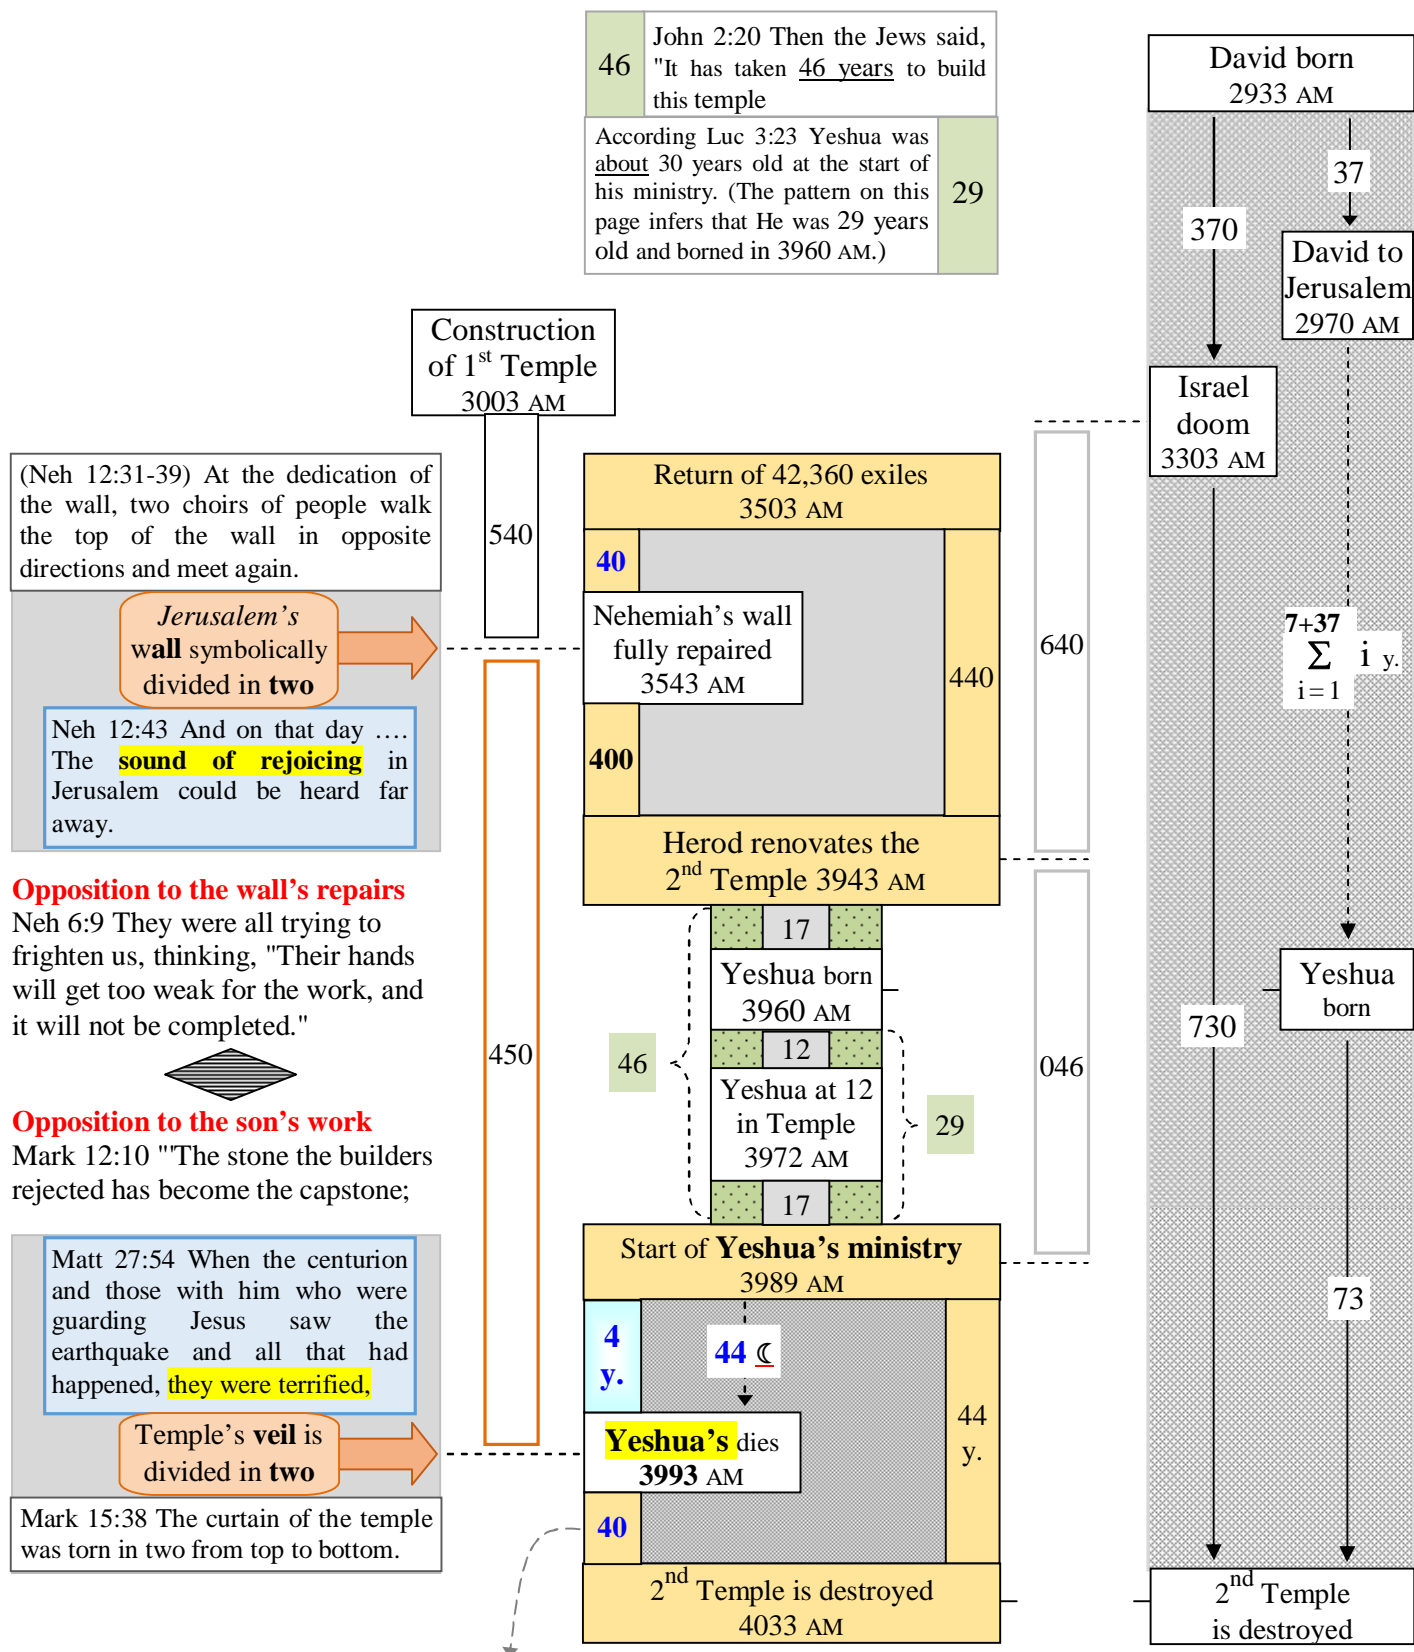 46
John 2:20 Then the Jews said,
"It has taken 46 years to build
this temple
According Luc 3:23 Yeshua was
about 30 years old at the start of
his ministry. (The pattern on this
page infers that He was 29 years
old and borned in 3960 AM.)
29
David born
2933 AM
37
370
David to
Jerusalem
2970 AM
Construction
of 1st Temple
3003 AM
Israel
doom
3303 AM
(Neh 12:31-39) At the dedication of
the wall, two choirs of people walk
the top of the wall in opposite
directions and meet again.
540
Return of 42,360 exiles
3503 AM
40
Jerusalem's
wall symbolically
divided in two
Nehemiah's wall
fully repaired
3543 AM
440
640
7+37
Σ i y.
i = 1
Neh 12:43 And on that day ….
The sound of rejoicing in
Jerusalem could be heard far
away.
400
Herod renovates the
2nd Temple 3943 AM
Opposition to the wall's repairs
Neh 6:9 They were all trying to
frighten us, thinking, "Their hands
will get too weak for the work, and
it will not be completed."
17
Yeshua born
3960 AM
Yeshua
born
730
450
46
12
046
Yeshua at 12
in Temple
3972 AM
29
Opposition to the son's work
Mark 12:10 "'The stone the builders
rejected has become the capstone;
17
Start of Yeshua's ministry
3989 AM
Matt 27:54 When the centurion
and those with him who were
guarding Jesus saw the
earthquake and all that had
happened, they were terrified,
4
y.
44 ☾
73
44
y.
Temple's veil is
divided in two
Yeshua's dies
3993 AM
Mark 15:38 The curtain of the temple
was torn in two from top to bottom.
40
2nd Temple is destroyed
4033 AM
2nd Temple
is destroyed